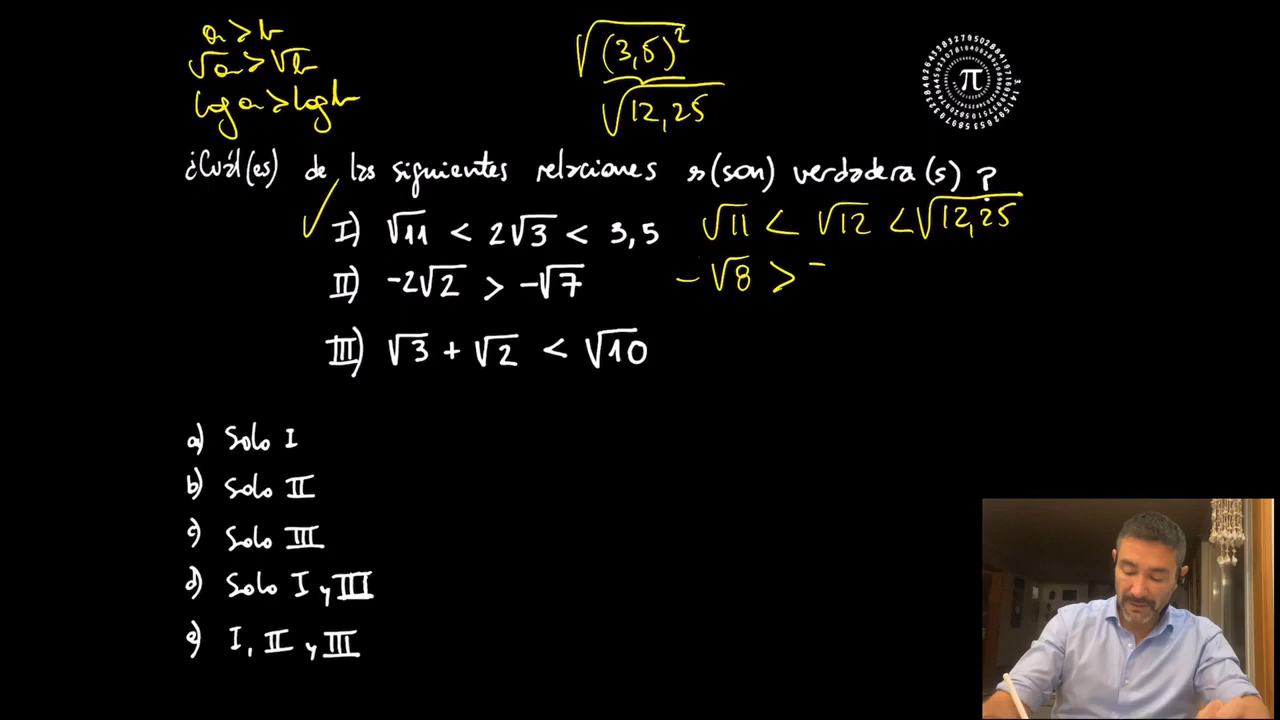 a > b
√a > √b
log a > log b
√(3,5)²
√12,25
π
¿Cuál(es) de las siguientes relaciones es(son) verdadera(s)?
I) √11 < 2√3 < 3,5
√11 < √12 < √12,25
II) -2√2 > -√7
-√8 > -
III) √3 + √2 < √10
a) Solo I
b) Solo II
c) Solo III
d) Solo I y III
e) I, II y III